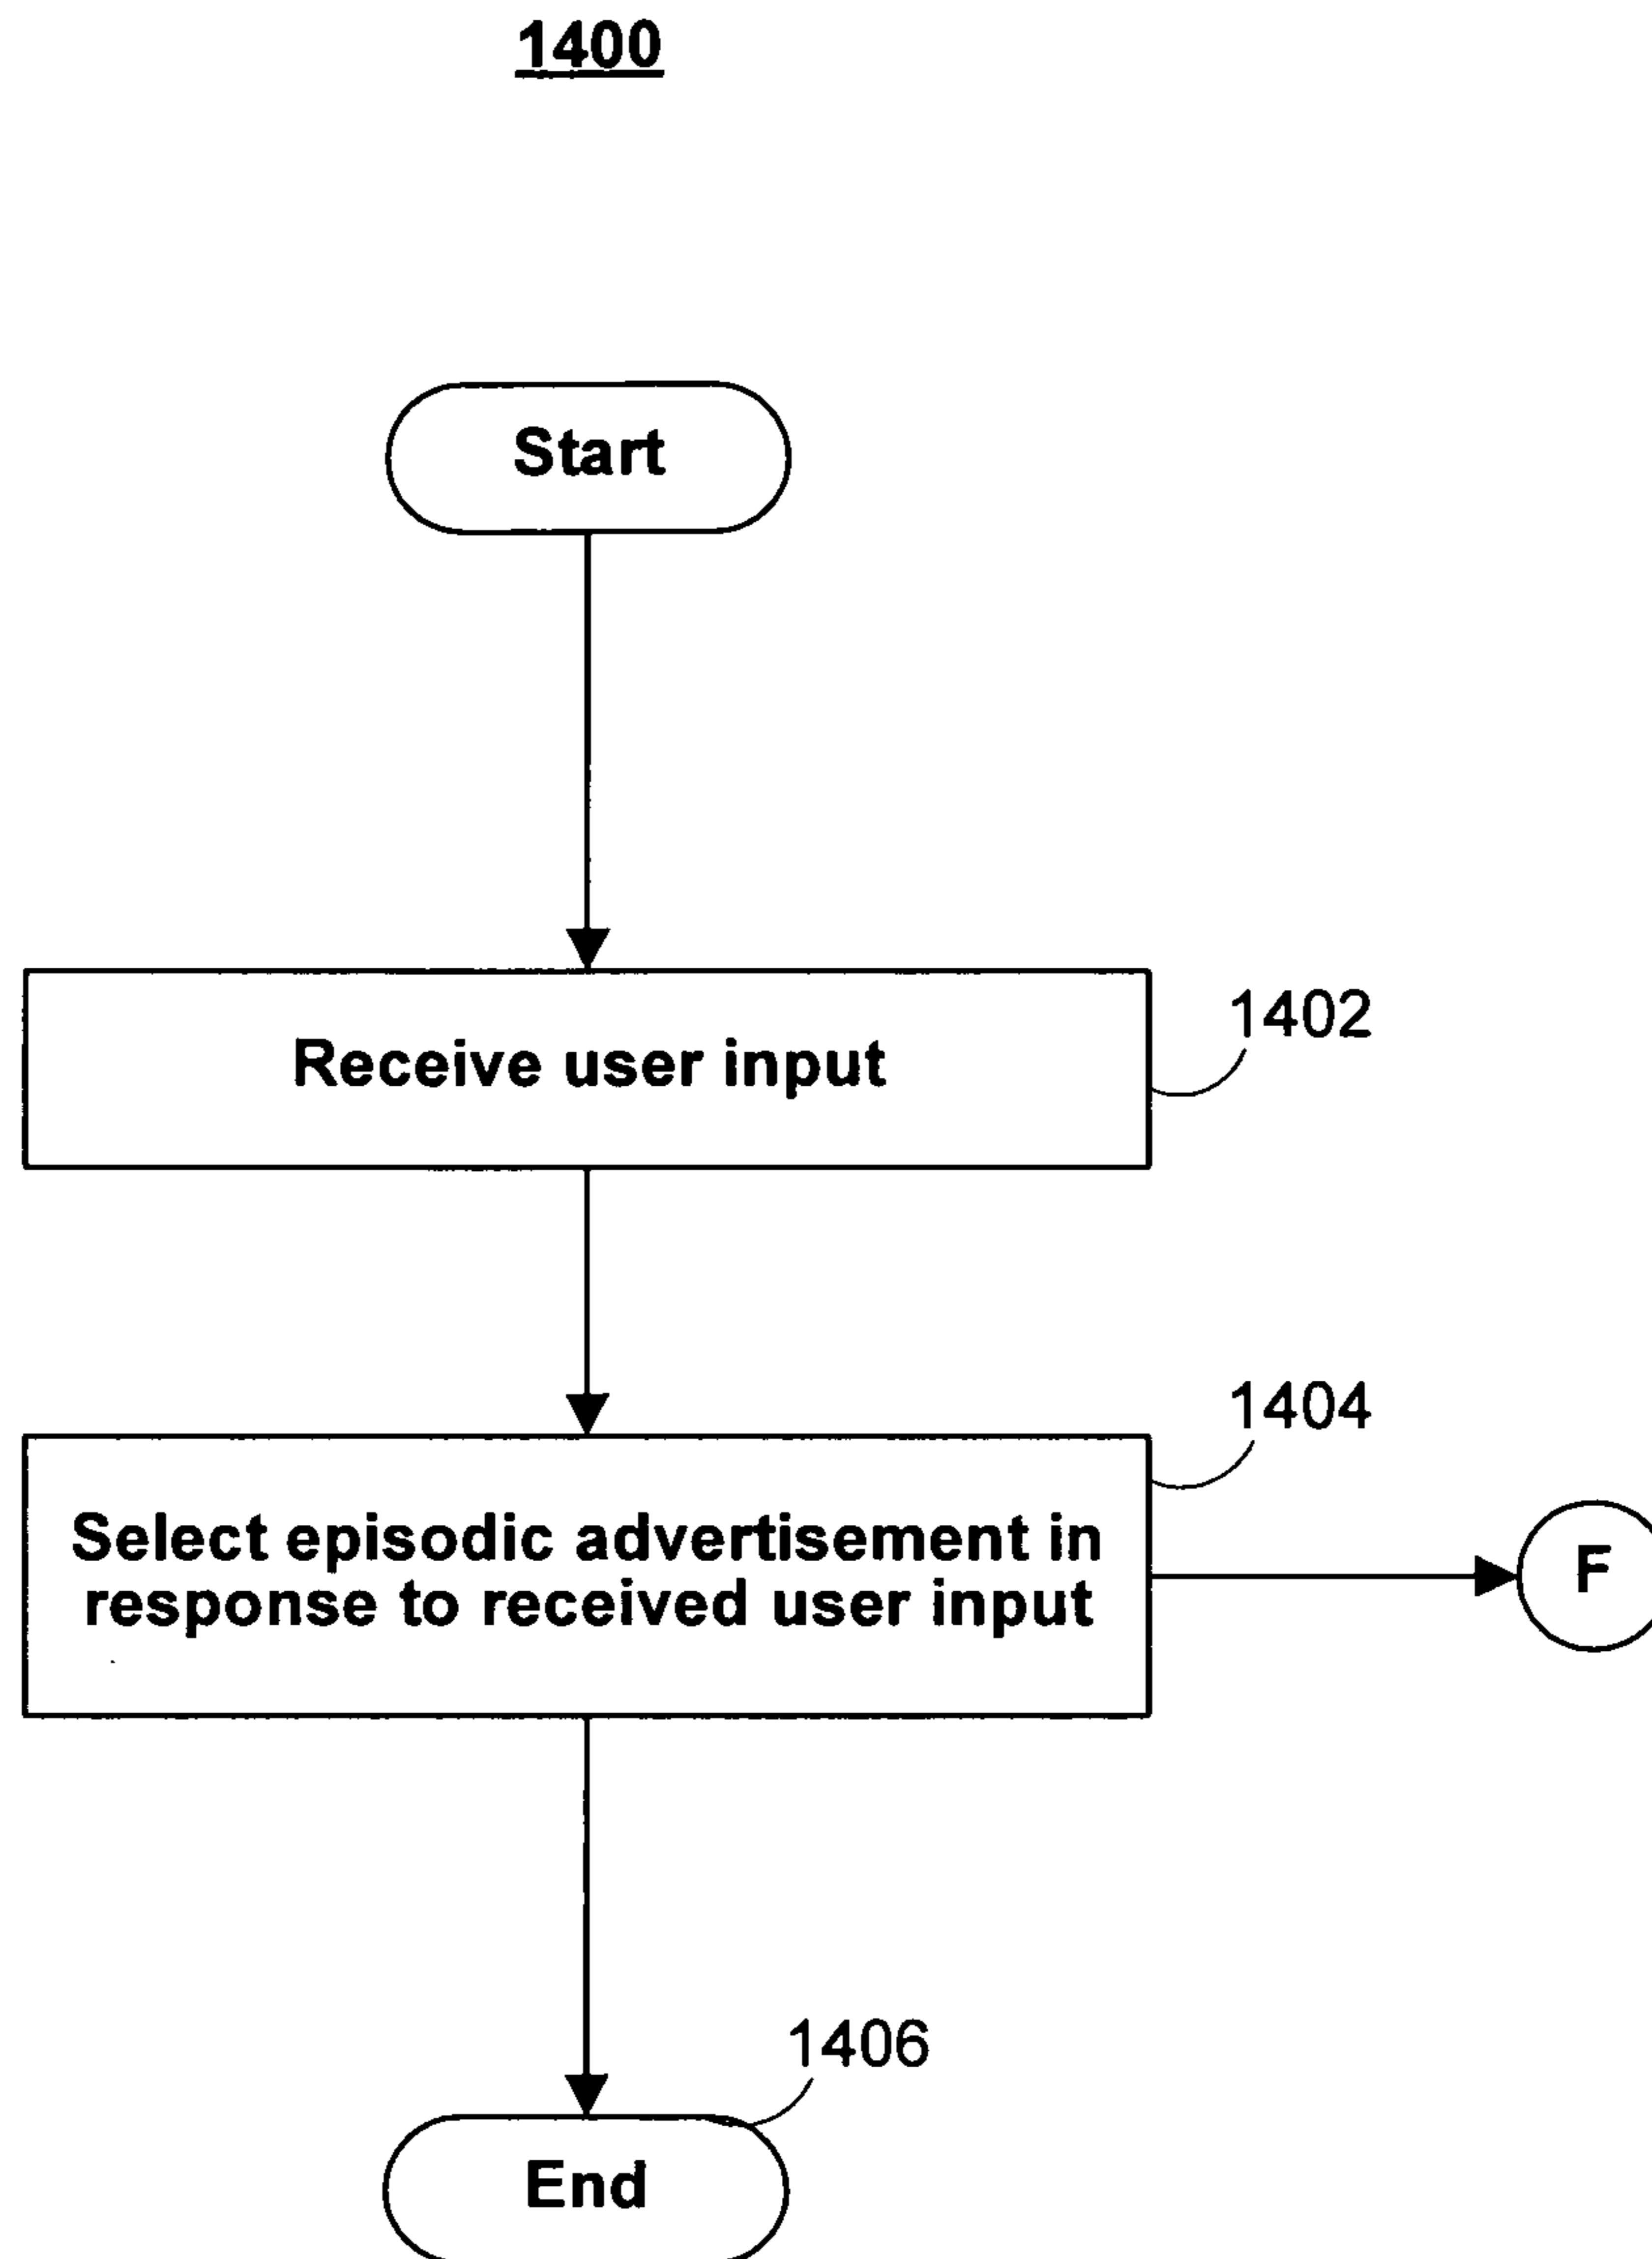 1400
Start
Receive user input
1402
1404
Select episodic advertisement in
response to received user input
F
1406
End